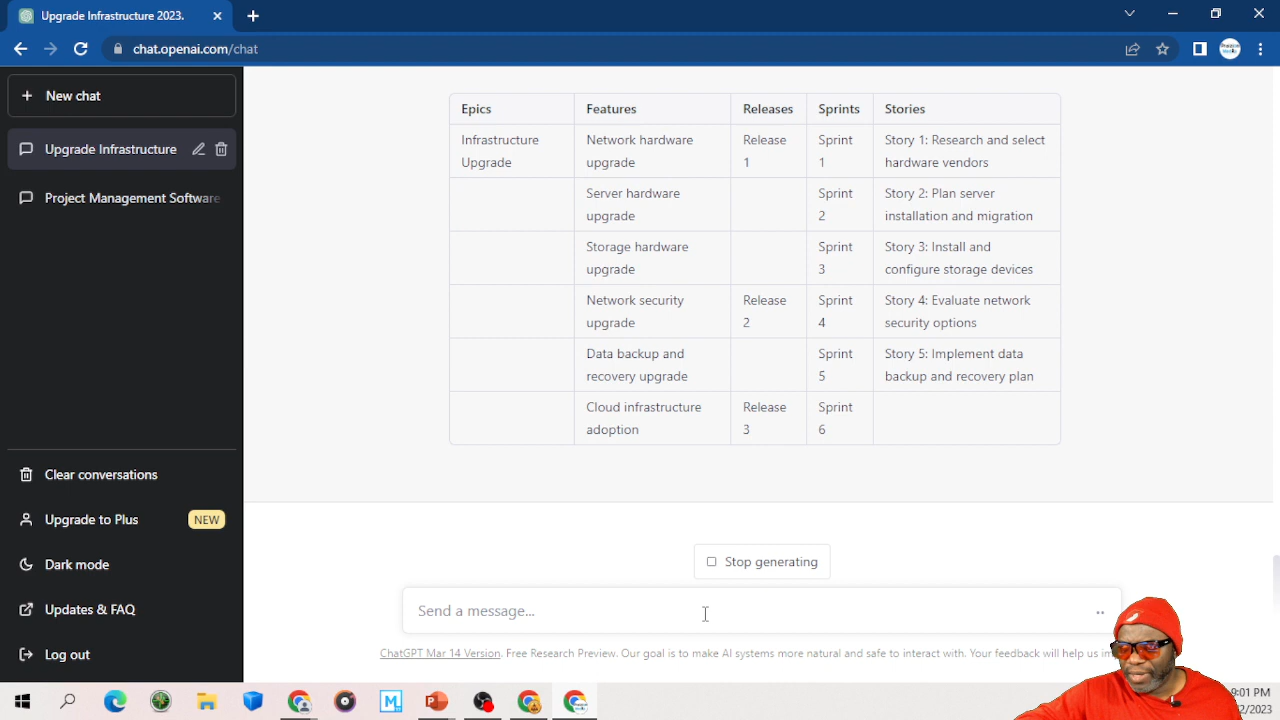 Upgrade Infrastructure 2023.
chat.openai.com/chat
New chat
Upgrade Infrastructure
Project Management Software
Clear conversations
Upgrade to Plus NEW
Dark mode
Updates & FAQ
Log out
Epics Features Releases Sprints Stories
Infrastructure Network hardware Release Sprint Story 1: Research and select
Upgrade upgrade 1 1 hardware vendors
Server hardware Sprint Story 2: Plan server
upgrade 2 installation and migration
Storage hardware Sprint Story 3: Install and
upgrade 3 configure storage devices
Network security Release Sprint Story 4: Evaluate network
upgrade 2 4 security options
Data backup and Sprint Story 5: Implement data
recovery upgrade 5 backup and recovery plan
Cloud infrastructure Release Sprint
adoption 3 6
Stop generating
Send a message...
ChatGPT Mar 14 Version. Free Research Preview. Our goal is to make AI systems more natural and safe to interact with. Your feedback will help us
9:01 PM
/2023